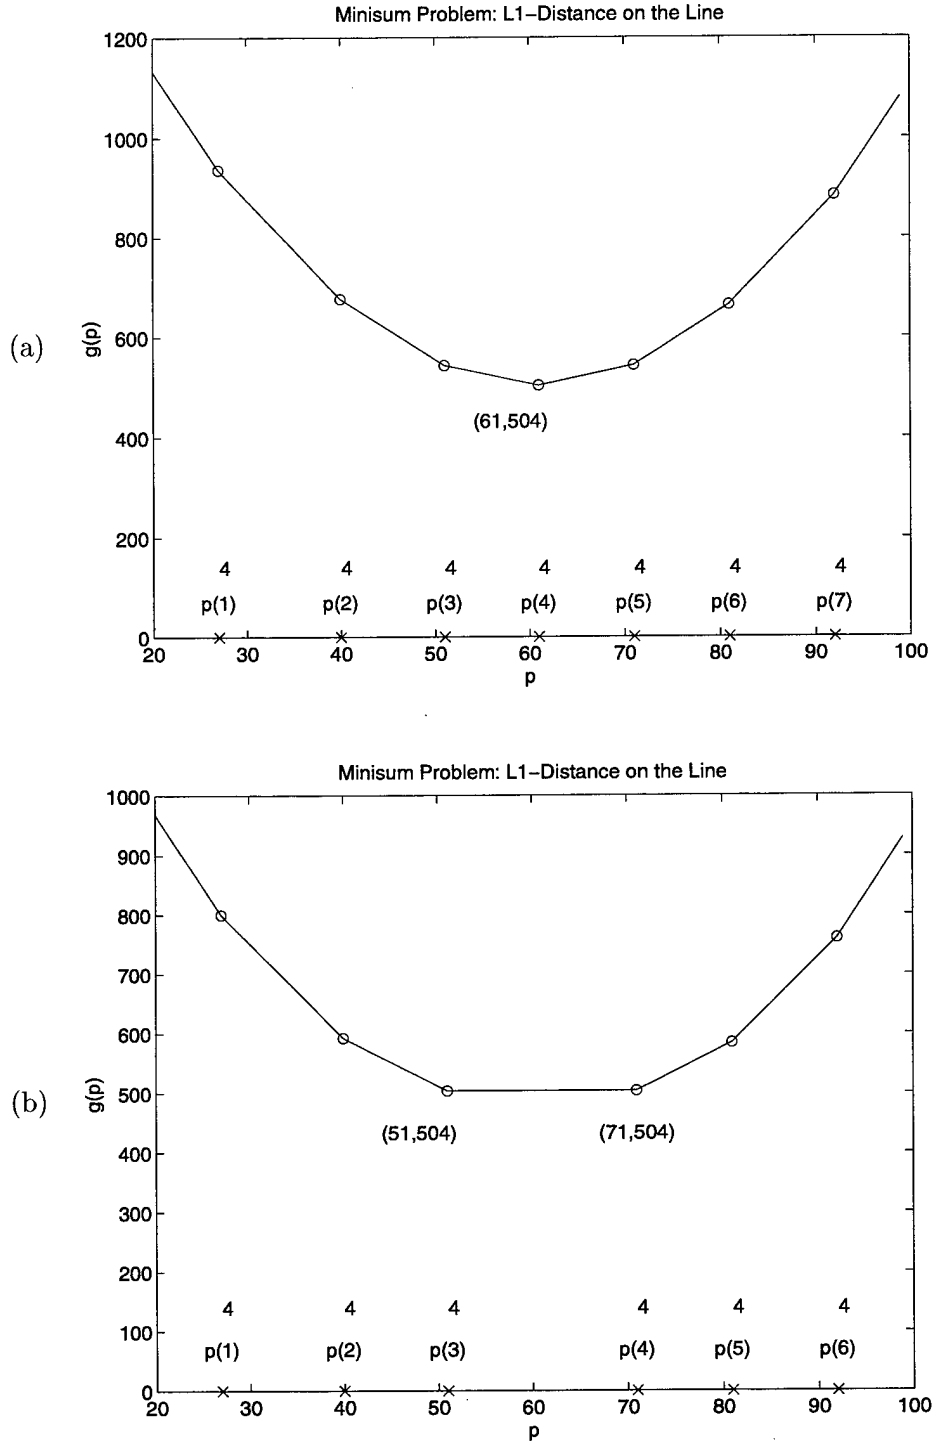 Minisum Problem: L1-Distance on the Line
1200
1000
800
600
400
200
0
g(p)
(a)
(61,504)
4 4 4 4 4 4 4
p(1) p(2) p(3) p(4) p(5) p(6) p(7)
20 30 40 50 60 70 80 90 100
p
Minisum Problem: L1-Distance on the Line
1000
900
800
700
600
500
400
300
200
100
0
g(p)
(b)
(51,504) (71,504)
4 4 4 4 4 4
p(1) p(2) p(3) p(4) p(5) p(6)
20 30 40 50 60 70 80 90 100
p